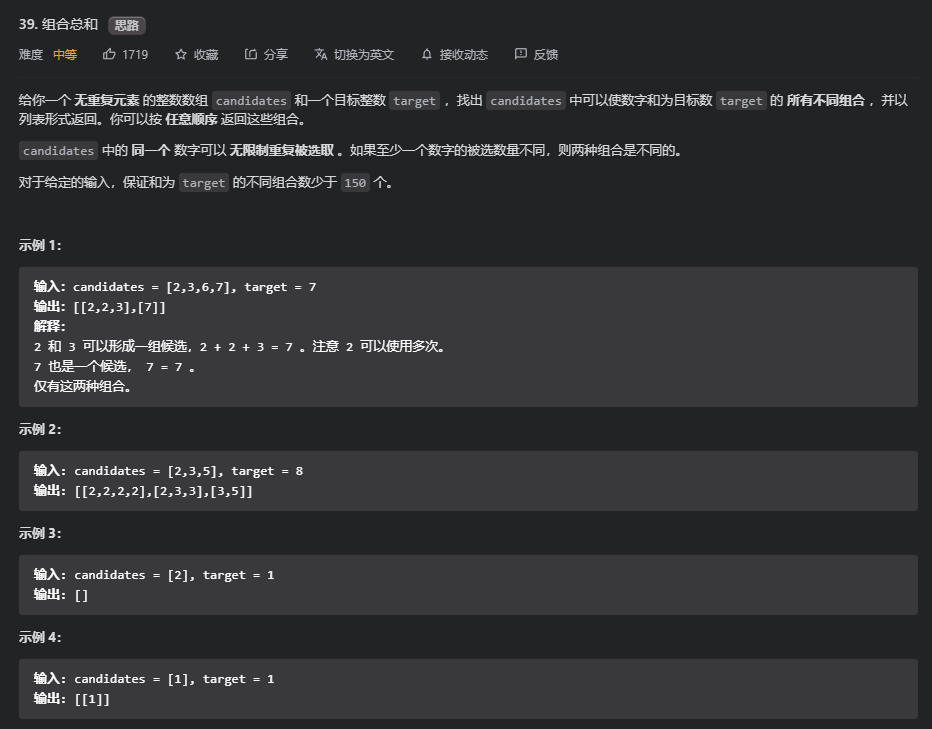 39. 组合总和 思路
难度 中等 1719 收藏 分享 切换为英文 接收动态 反馈
给你一个 无重复元素 的整数数组 candidates 和一个目标整数 target ，找出 candidates 中可以使数字和为目标数 target 的 所有不同组合 ，并以
列表形式返回。你可以按 任意顺序 返回这些组合。
candidates 中的 同一个 数字可以 无限制重复被选取 。如果至少一个数字的被选数量不同，则两种组合是不同的。
对于给定的输入，保证和为 target 的不同组合数少于 150 个。
示例 1：
输入：candidates = [2,3,6,7], target = 7
输出：[[2,2,3],[7]]
解释：
2 和 3 可以形成一组候选，2 + 2 + 3 = 7 。注意 2 可以使用多次。
7 也是一个候选， 7 = 7 。
仅有这两种组合。
示例 2：
输入：candidates = [2,3,5], target = 8
输出：[[2,2,2,2],[2,3,3],[3,5]]
示例 3：
输入：candidates = [2], target = 1
输出：[]
示例 4：
输入：candidates = [1], target = 1
输出：[[1]]